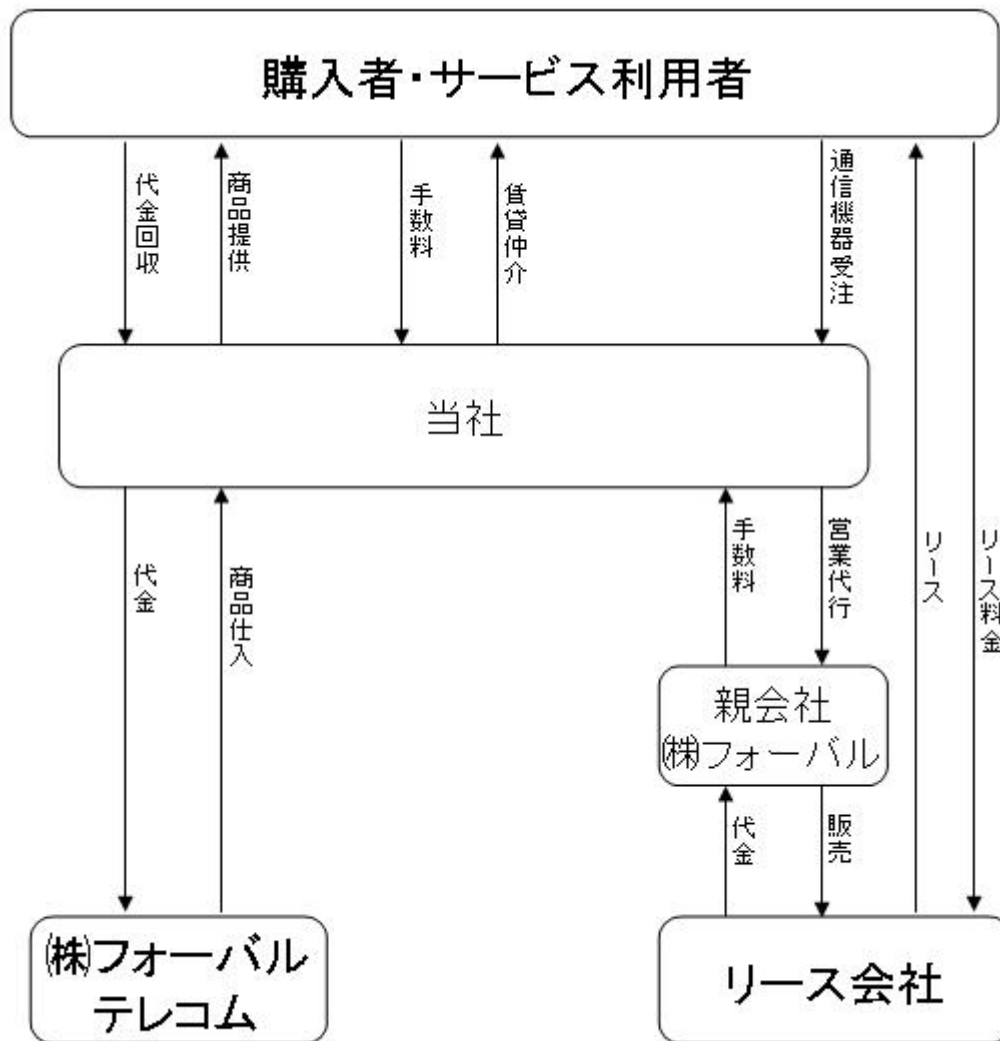 購入者・サービス利用者
代金回収
商品提供
手数料
賃貸仲介
通信機器受注
当社
代金
商品仕入
手数料
営業代行
リース
リース料金
親会社
㈱フォーバル
代金
販売
㈱フォーバル
テレコム
リース会社